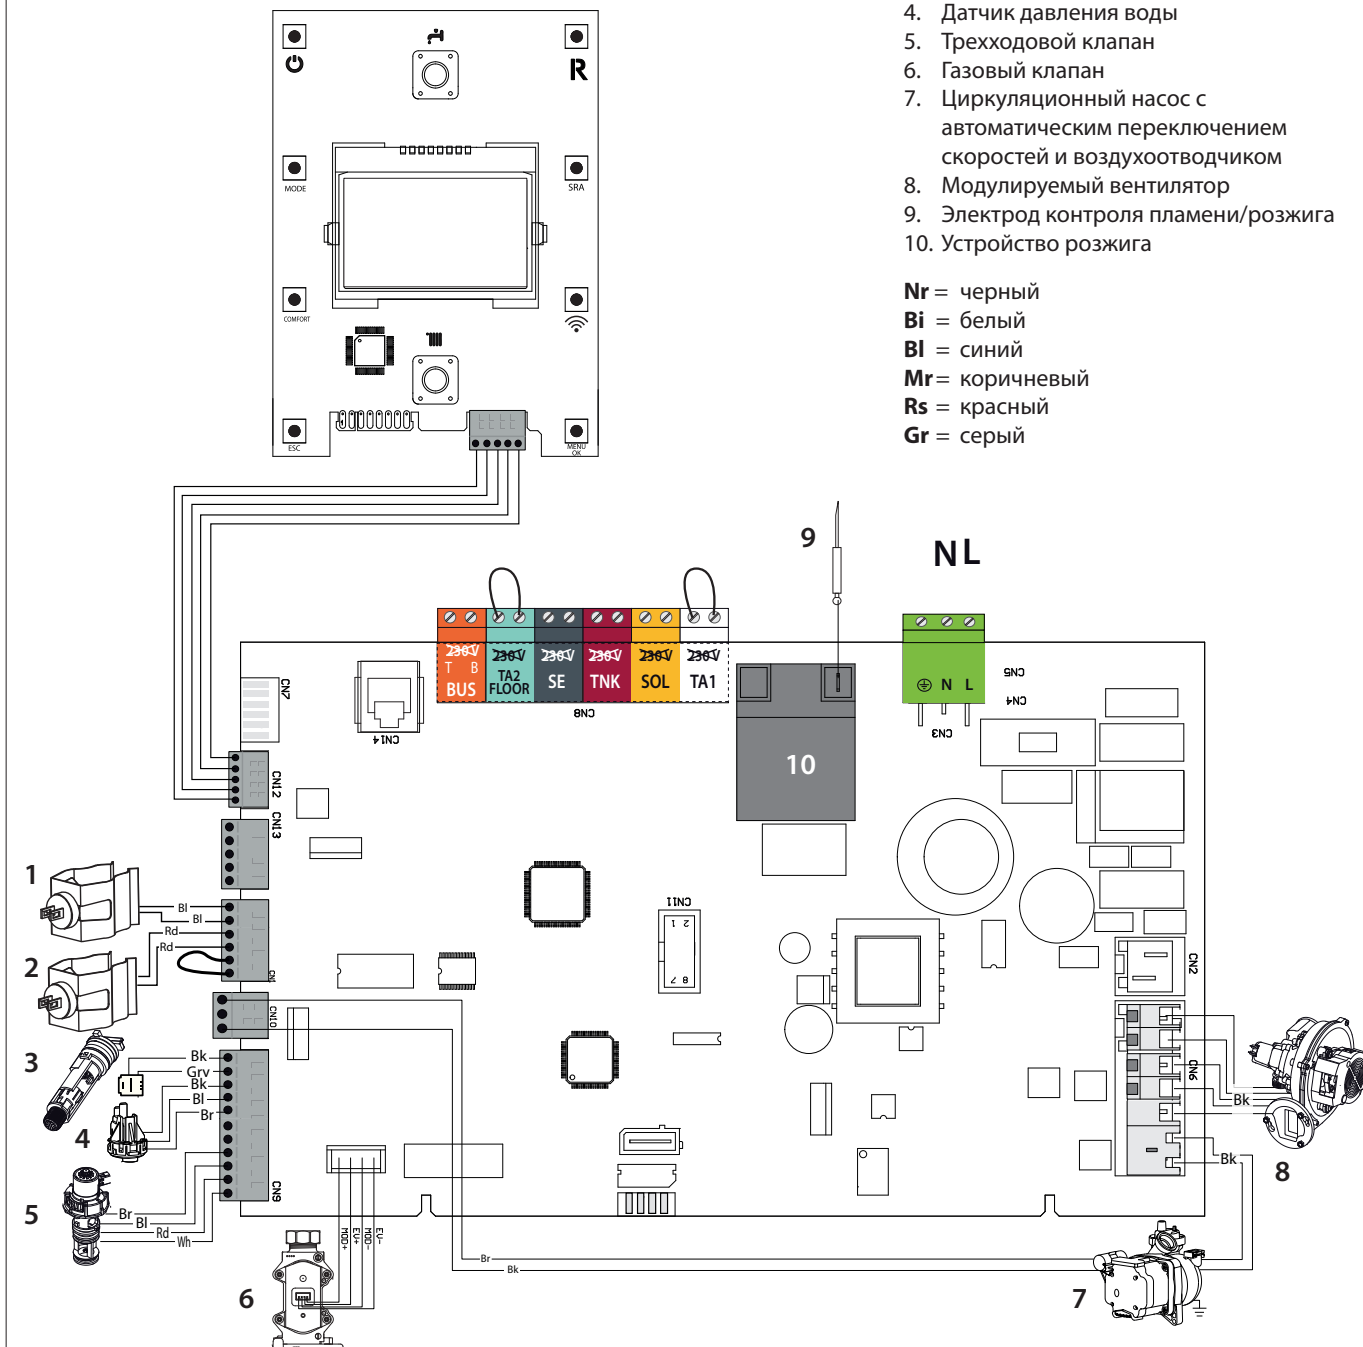 4. Датчик давления воды
5. Трехходовой клапан
6. Газовый клапан
7. Циркуляционный насос с
автоматическим переключением
скоростей и воздухоотводчиком
8. Модулируемый вентилятор
9. Электрод контроля пламени/розжига
10. Устройство розжига
Nr = черный
Bi = белый
Bl = синий
Mr = коричневый
Rs = красный
Gr = серый
R
MODE
SRA
COMFORT
ESC
MENU
OK
9
N L
230V 230V 230V 230V 230V 230V
T B
BUS
TA2
FLOOR
SE
TNK
SOL
TA1
N L
CN8
CN7
CN14
CN5
CN4
CN3
10
CN12
CN13
1
Bl
Bl
Rd
Rd
2
CN1
CN11
2 1
8 7
CN2
CN10
3
Bk
Grv
Bk
Bl
Br
4
CN9
CN6
Bk
Bk
8
5
Br
Bl
Rd
Wh
MOD+
EV+
MOD-
EV-
Br
Bk
6
7